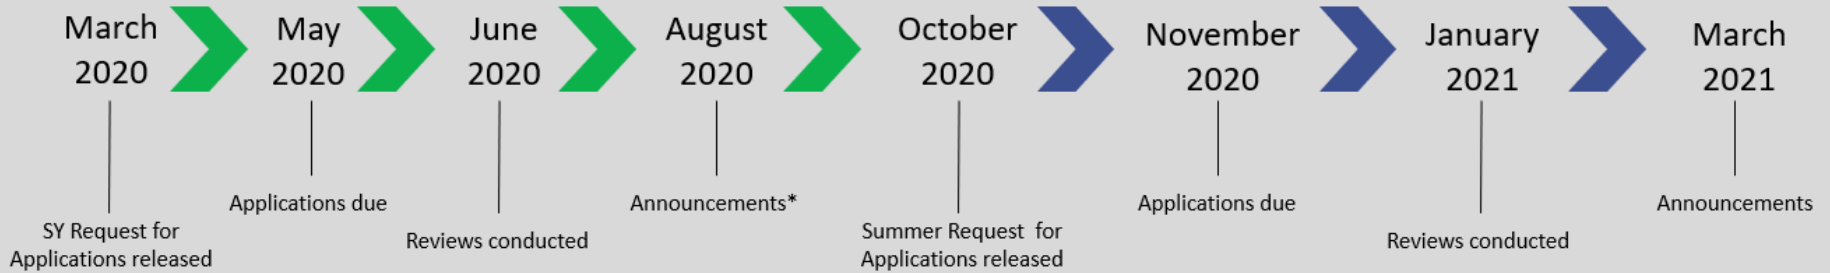 March
2020
May
2020
June
2020
August
2020
October
2020
November
2020
January
2021
March
2021
SY Request for
Applications released
Applications due
Reviews conducted
Announcements*
Summer Request for
Applications released
Applications due
Reviews conducted
Announcements